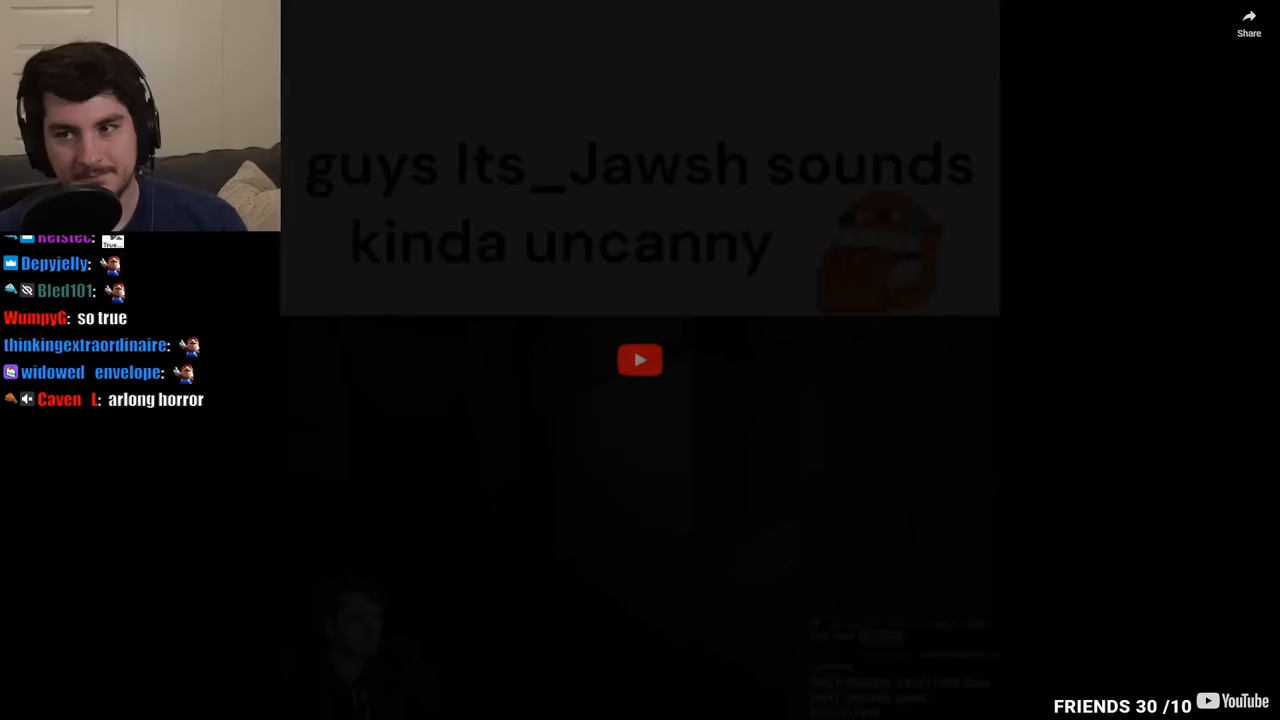 Share
guys Its_Jawsh sounds
kinda uncanny
True...
Depyjelly:
Bled101:
WumpyG: so true
thinkingextraordinaire:
widowed envelope:
Caven L: arlong horror
FRIENDS 30 /10
YouTube